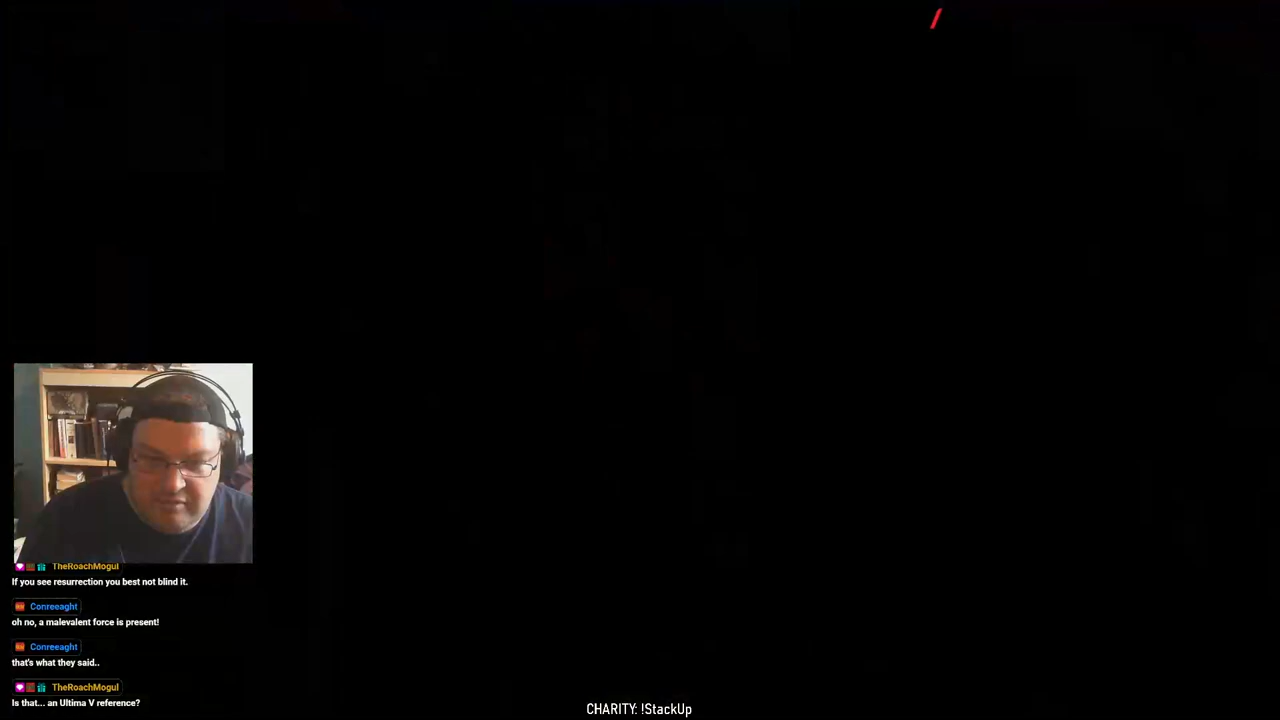 TheRoachMogul
If you see resurrection you best not blind it.
Conreeaght
oh no, a malevalent force is present!
Conreeaght
that's what they said..
TheRoachMogul
Is that... an Ultima V reference?
CHARITY: !StackUp